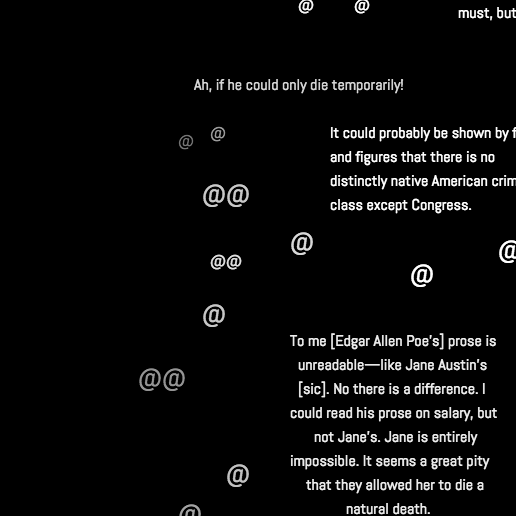 @ @
must, but
Ah, if he could only die temporarily!
@ @
It could probably be shown by f
and figures that there is no
distinctly native American crim
class except Congress.
@@
@
@
@@
@
@
To me [Edgar Allen Poe's] prose is
unreadable—like Jane Austin's
[sic]. No there is a difference. I
could read his prose on salary, but
not Jane's. Jane is entirely
impossible. It seems a great pity
that they allowed her to die a
natural death.
@@
@
@